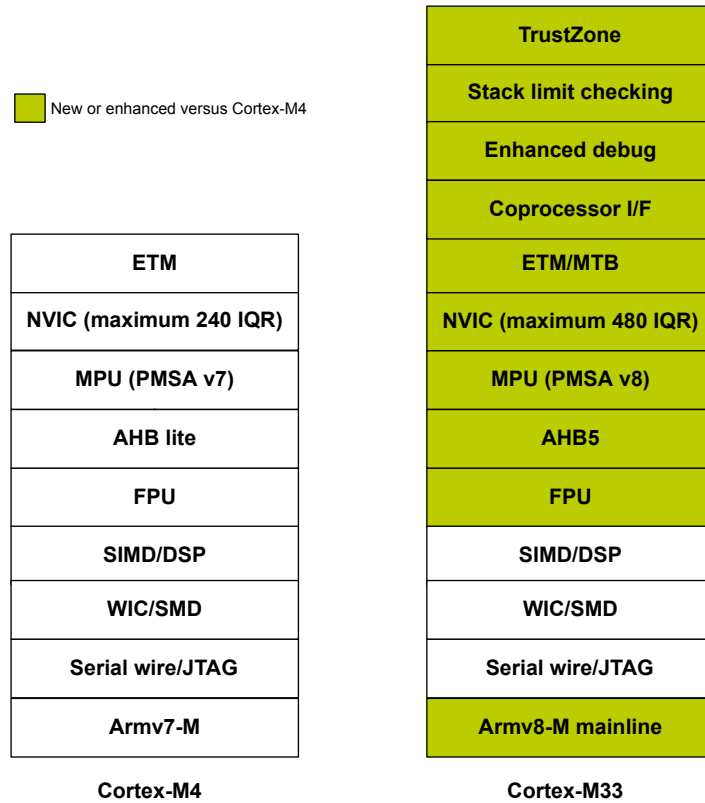 New or enhanced versus Cortex-M4
ETM
NVIC (maximum 240 IQR)
MPU (PMSA v7)
AHB lite
FPU
SIMD/DSP
WIC/SMD
Serial wire/JTAG
Armv7-M
Cortex-M4
TrustZone
Stack limit checking
Enhanced debug
Coprocessor I/F
ETM/MTB
NVIC (maximum 480 IQR)
MPU (PMSA v8)
AHB5
FPU
SIMD/DSP
WIC/SMD
Serial wire/JTAG
Armv8-M mainline
Cortex-M33